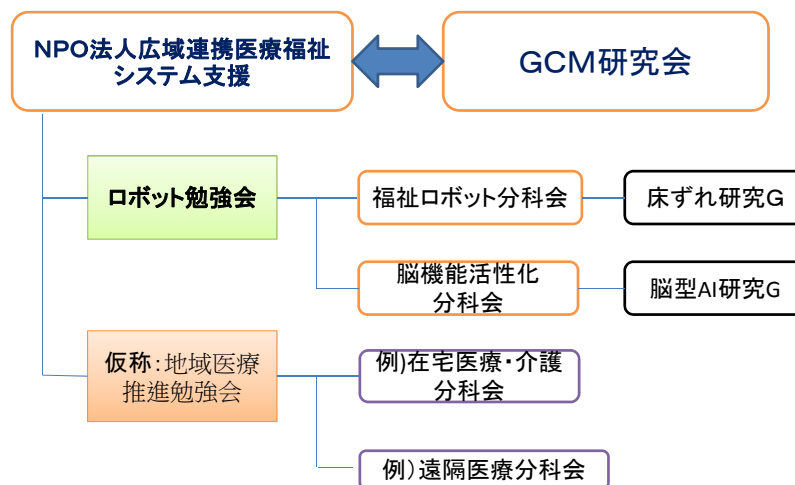 NPO法人広域連携医療福祉
システム支援
GCM研究会
ロボット勉強会
福祉ロボット分科会
床ずれ研究G
脳機能活性化
分科会
脳型AI研究G
仮称：地域医療
推進勉強会
例)在宅医療・介護
分科会
例）遠隔医療分科会